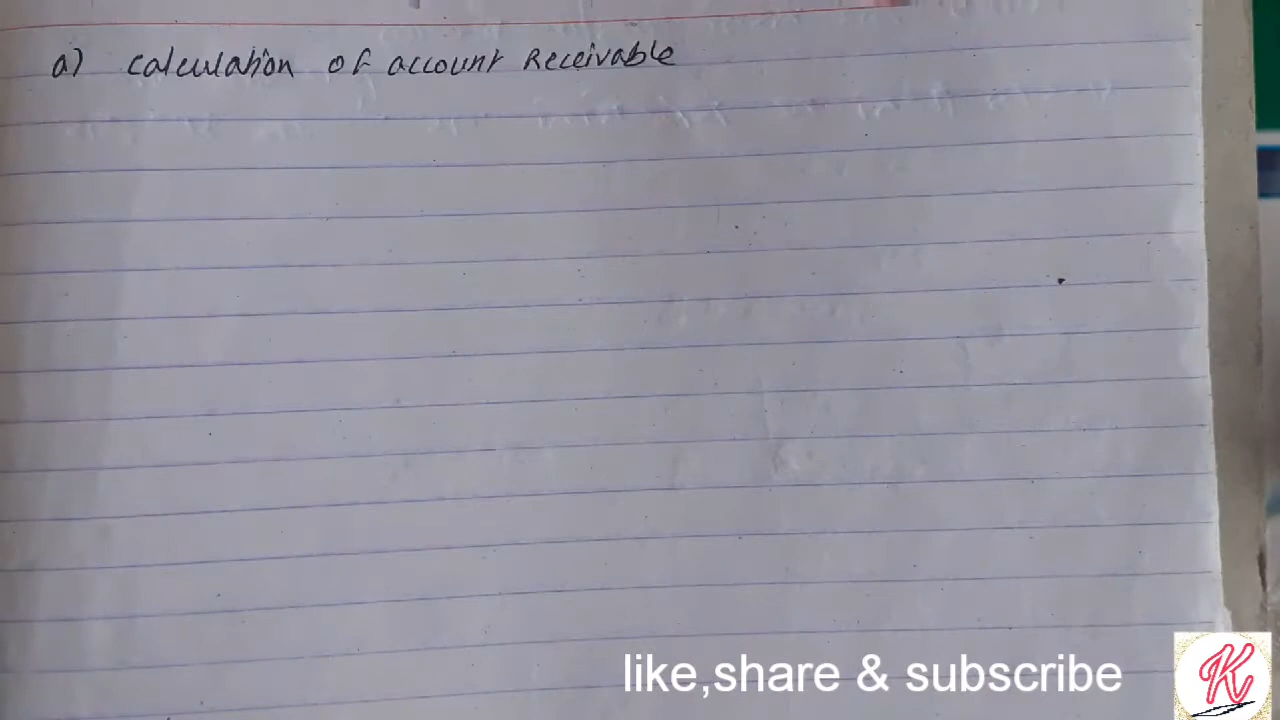 a) calculation of account Receivable
like,share & subscribe
K